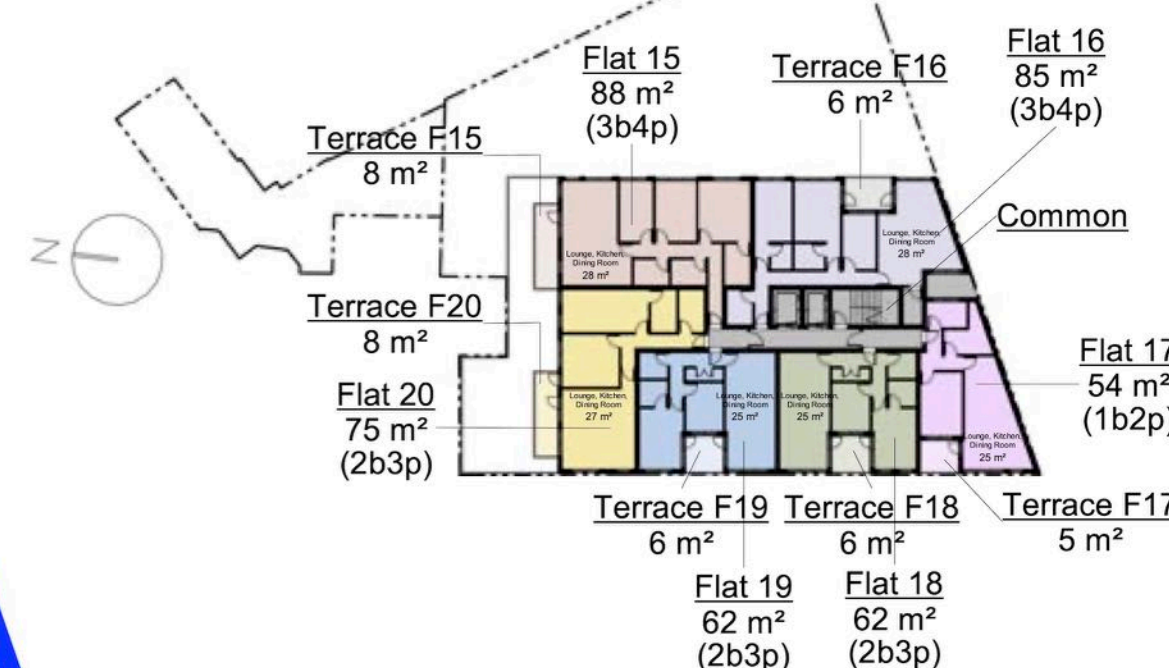 Flat 15
88 m²
(3b4p)
Terrace F16
6 m²
Flat 16
85 m²
(3b4p)
Terrace F15
8 m²
Common
N
Lounge, Kitchen,
Dining Room
28 m²
Lounge, Kitchen,
Dining Room
28 m²
Terrace F20
8 m²
Flat 20
75 m²
(2b3p)
Lounge, Kitchen,
Dining Room
27 m²
Lounge, Kitchen,
Dining Room
25 m²
Lounge, Kitchen,
Dining Room
25 m²
Lounge, Kitchen,
Dining Room
25 m²
Flat 17
54 m²
(1b2p)
Terrace F19
6 m²
Terrace F18
6 m²
Terrace F17
5 m²
Flat 19
62 m²
(2b3p)
Flat 18
62 m²
(2b3p)